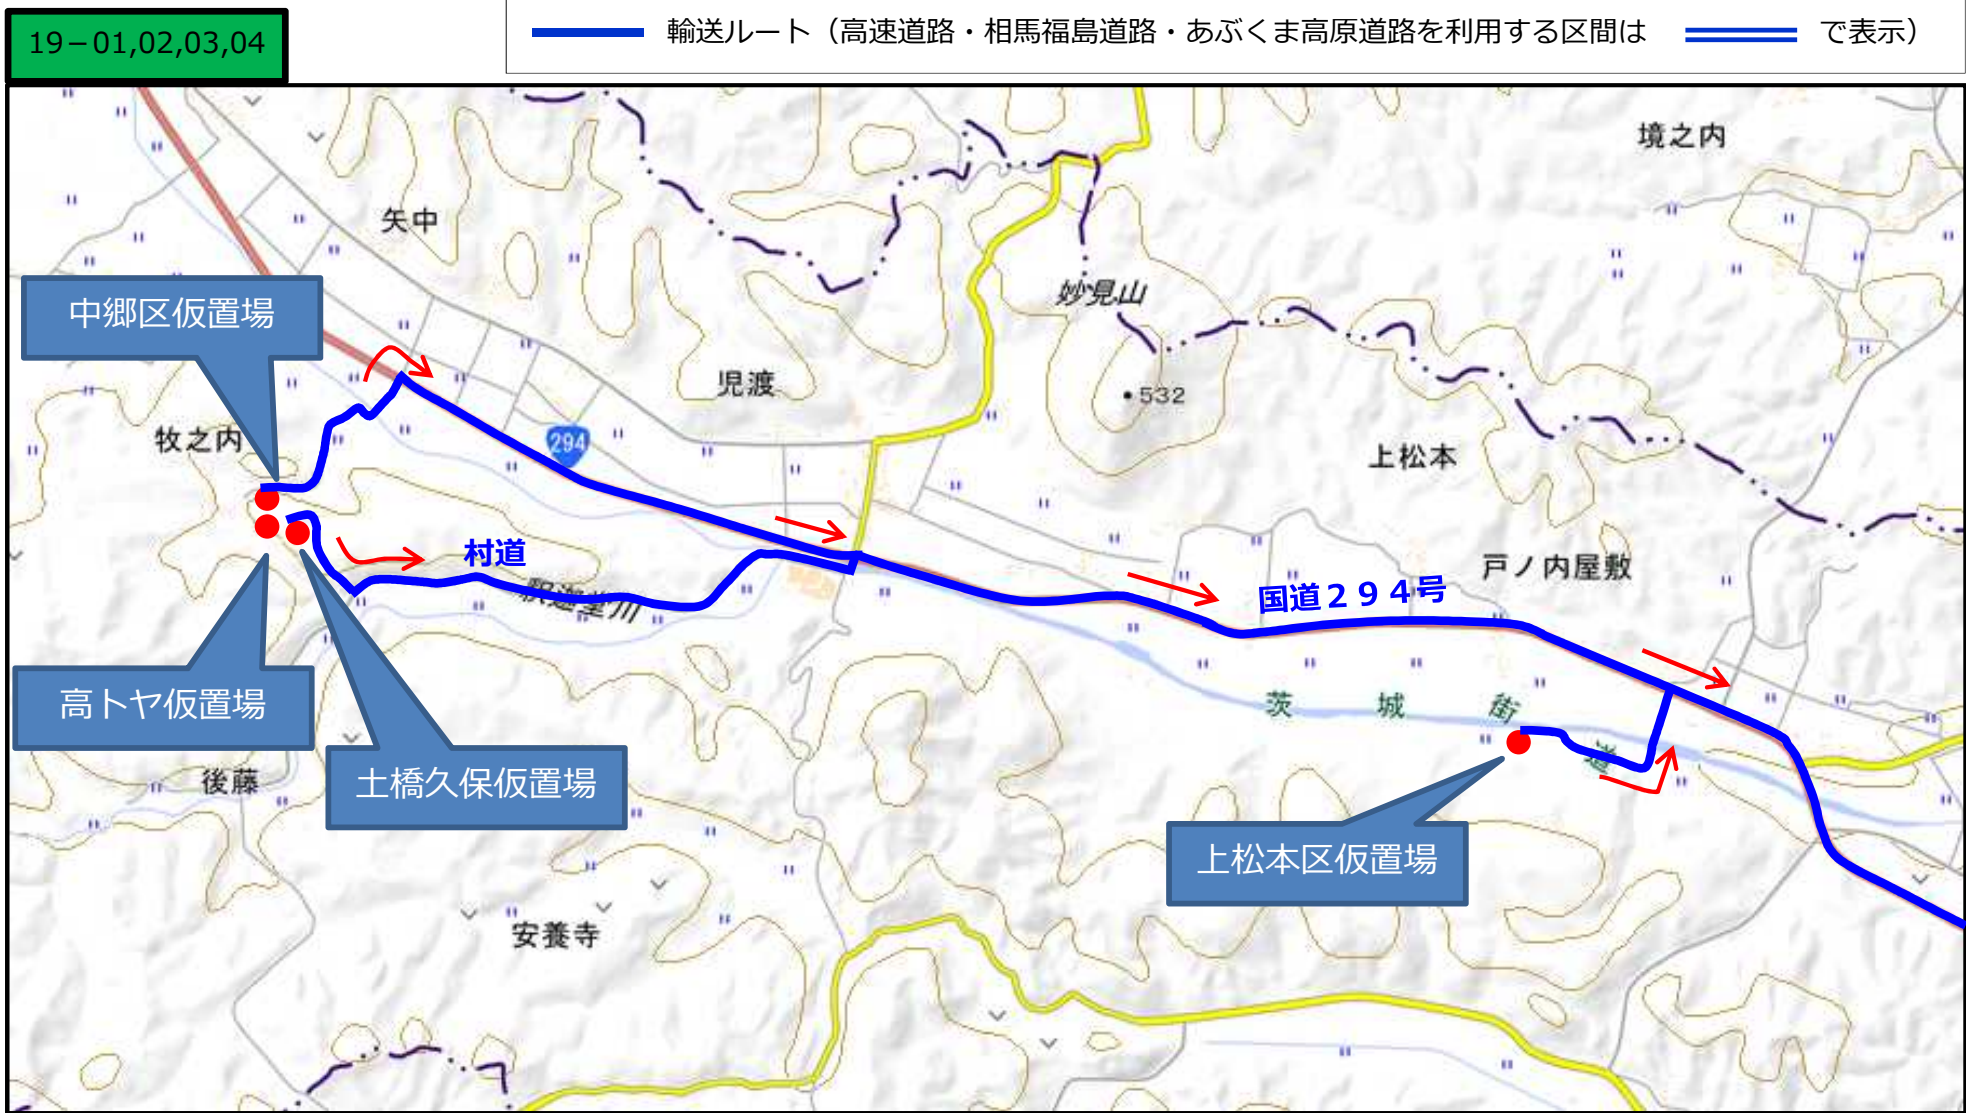 19－01,02,03,04
輸送ルート（高速道路・相馬福島道路・あぶくま高原道路を利用する区間は　で表示）
境之内
矢中
妙見山
中郷区仮置場
児渡
532
牧之内
294
上松本
村道
戸ノ内屋敷
釈迦堂川
国道２９４号
高トヤ仮置場
茨城街道
後藤
土橋久保仮置場
上松本区仮置場
安養寺